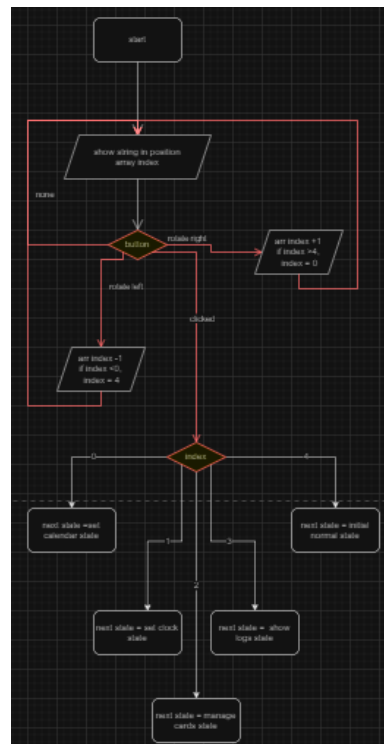 start
show string in position
array index
none
button
rotate right
arr index +1
if index >4,
index = 0
rotate left
clicked
arr index -1
if index <0,
index = 4
0
index
4
next state =set
calendar state
next state = initial
normal state
1
3
2
next state = set clock
state
next state = show
logs state
next state = manage
cards state